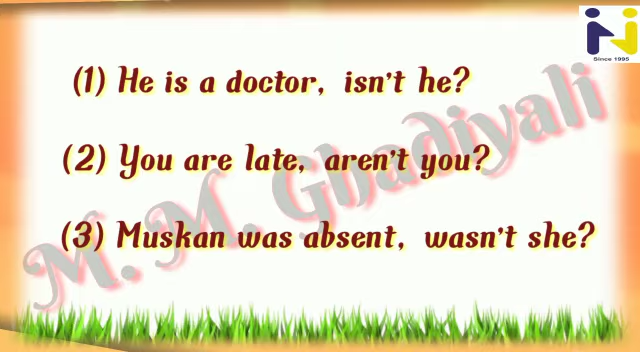 Since 1995
(1) He is a doctor, isn't he?
(2) You are late, aren't you?
(3) Muskan was absent, wasn't she?
M. M. Ghadiyali